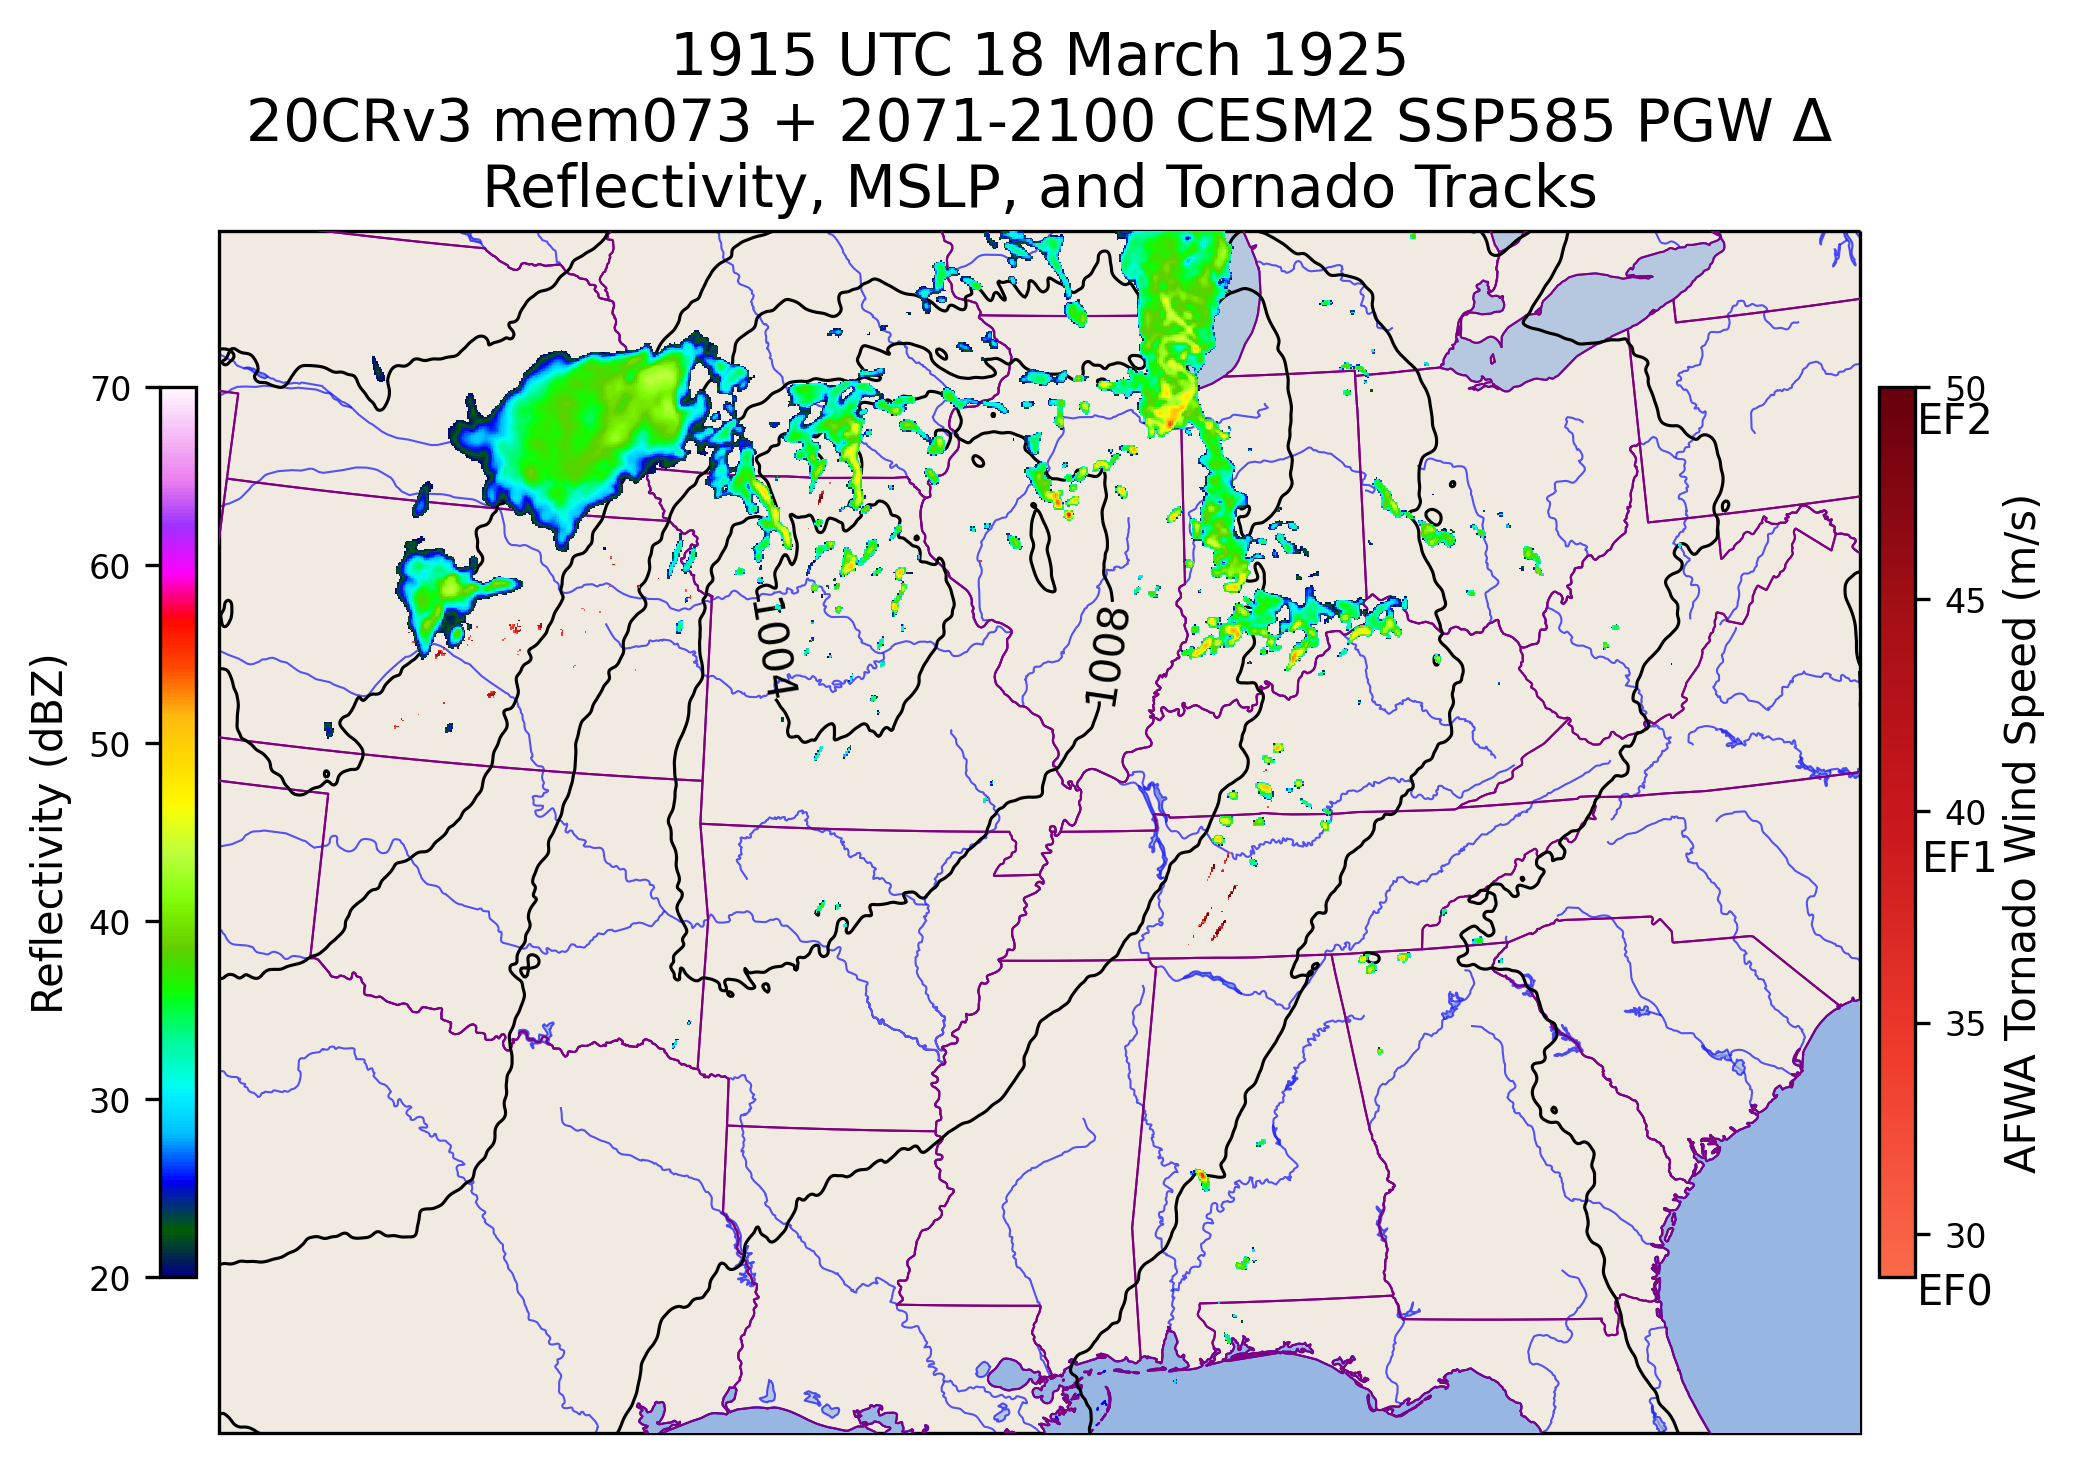 1915 UTC 18 March 1925
20CRv3 mem073 + 2071-2100 CESM2 SSP585 PGW Δ
Reflectivity, MSLP, and Tornado Tracks
70
60
50
40
30
20
Reflectivity (dBZ)
1004
1008
50
EF2
45
40
EF1
35
30
EF0
AFWA Tornado Wind Speed (m/s)